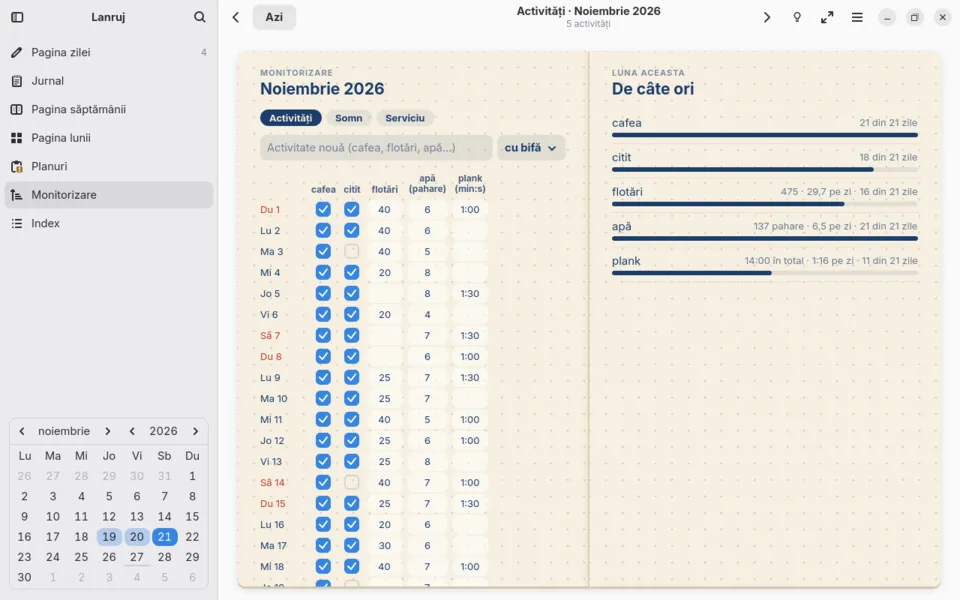 Lanruj
Pagina zilei 4
Jurnal
Pagina săptămânii
Pagina lunii
Planuri
Monitorizare
Index
noiembrie 2026
Lu Ma Mi Jo Vi Sb Du
26 27 28 29 30 31 1
2 3 4 5 6 7 8
9 10 11 12 13 14 15
16 17 18 19 20 21 22
23 24 25 26 27 28 29
30 1 2 3 4 5 6
Azi
Activități · Noiembrie 2026
5 activități
MONITORIZARE
Noiembrie 2026
Activități Somn Serviciu
Activitate nouă (cafea, flotări, apă...) cu bifă
cafea citit flotări apă (pahare) plank (min:s)
Du 1 40 6 1:00
Lu 2 40 6
Ma 3 40 5
Mi 4 20 8
Jo 5 8 1:30
Vi 6 20 4
Sâ 7 7 1:30
Du 8 6 1:00
Lu 9 25 7 1:30
Ma 10 25 7
Mi 11 40 5 1:00
Jo 12 25 6 1:00
Vi 13 25 8
Sâ 14 40 7 1:00
Du 15 25 7 1:30
Lu 16 20 6
Ma 17 30 6
Mi 18 40 7 1:00
LUNA ACEASTA
De câte ori
cafea 21 din 21 zile
citit 18 din 21 zile
flotări 475 · 29,7 pe zi · 16 din 21 zile
apă 137 pahare · 6,5 pe zi · 21 din 21 zile
plank 14:00 în total · 1:16 pe zi · 11 din 21 zile